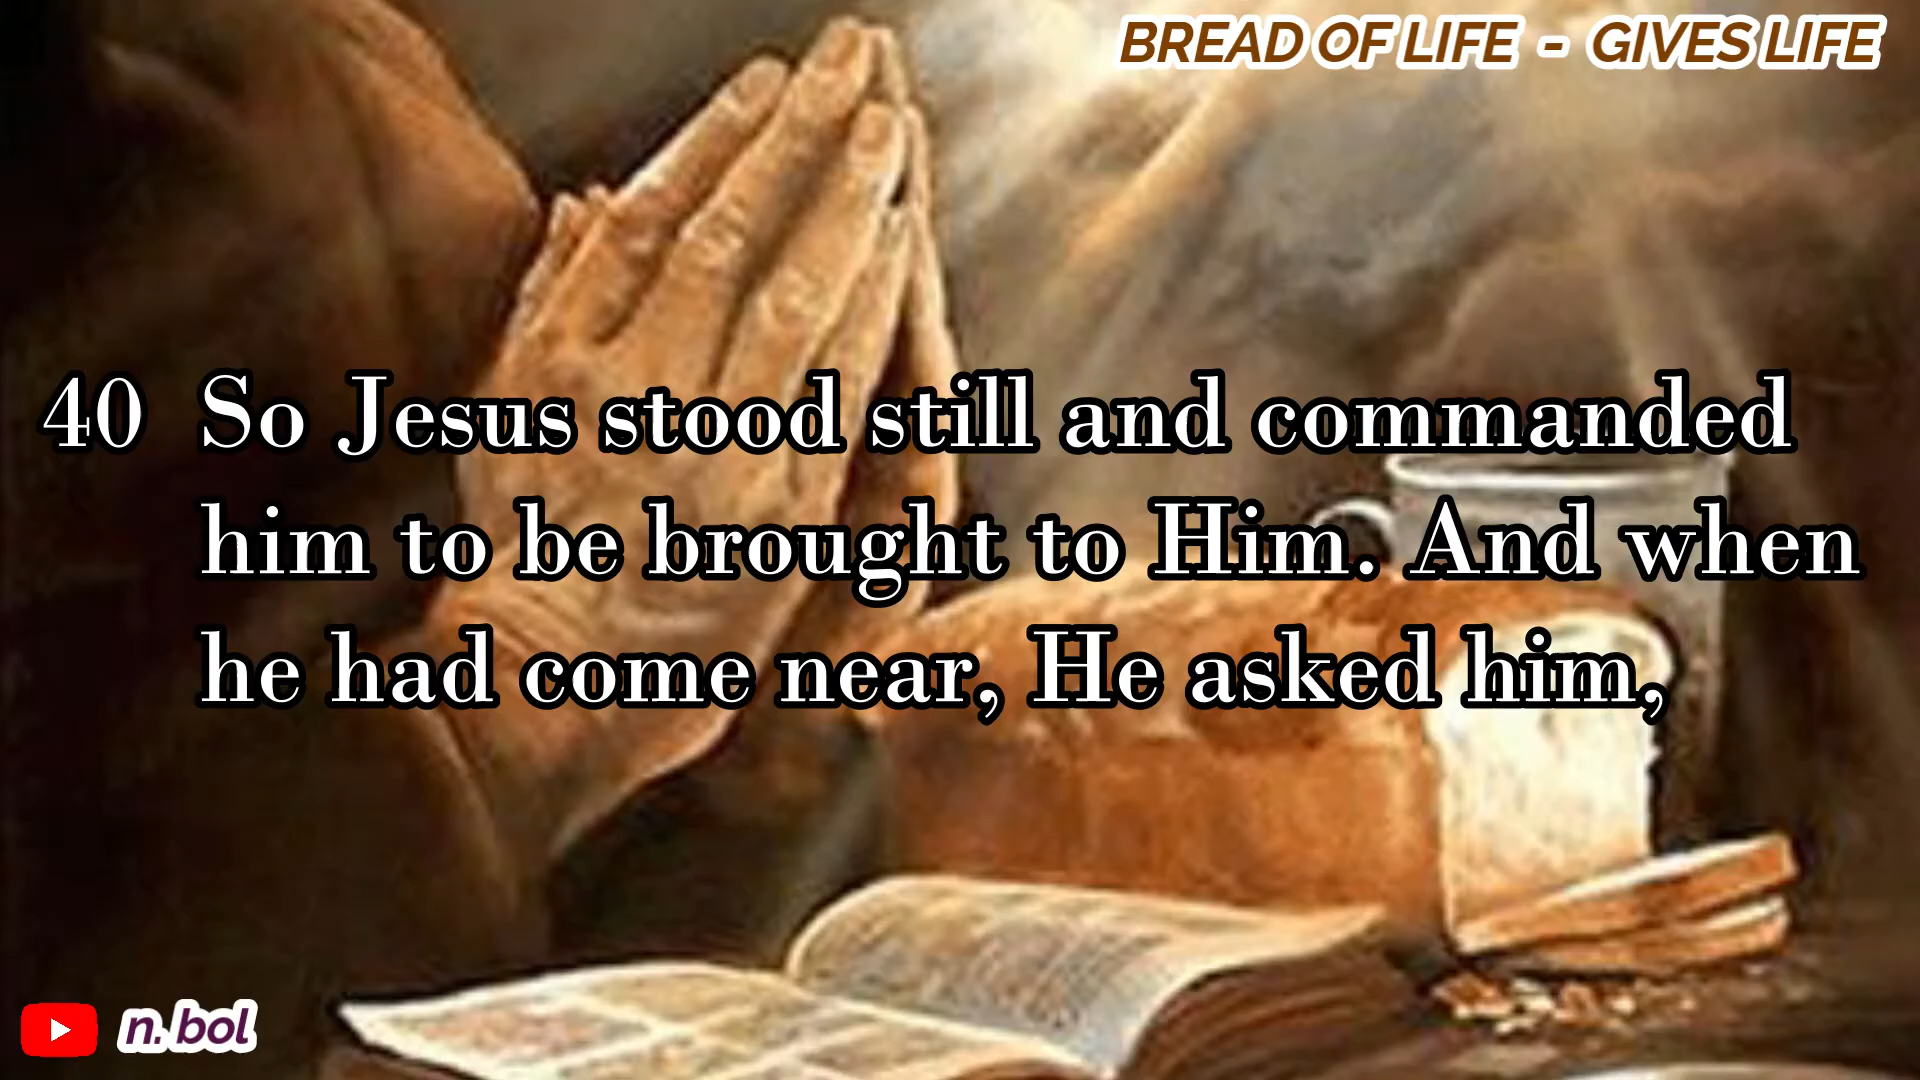 BREAD OF LIFE - GIVES LIFE
40 So Jesus stood still and commanded
him to be brought to Him. And when
he had come near, He asked him,
n. bol